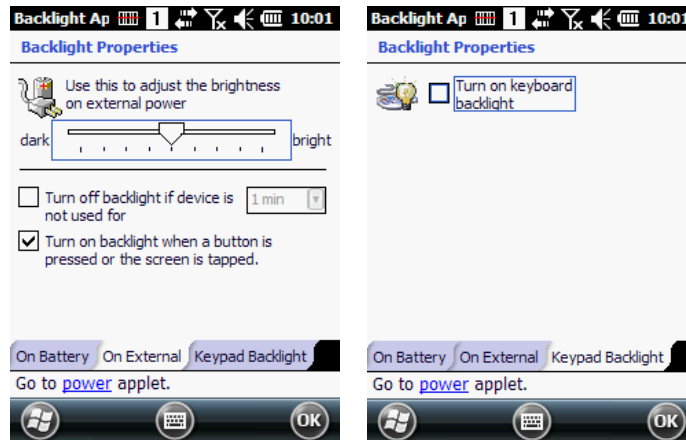 Backlight Ap 1 10:01
Backlight Properties
Use this to adjust the brightness
on external power
dark bright
Turn off backlight if device is 1 min
not used for
Turn on backlight when a button is
pressed or the screen is tapped.
On Battery On External Keypad Backlight
Go to power applet.
OK
Backlight Ap 1 10:01
Backlight Properties
Turn on keyboard
backlight
On Battery On External Keypad Backlight
Go to power applet.
OK